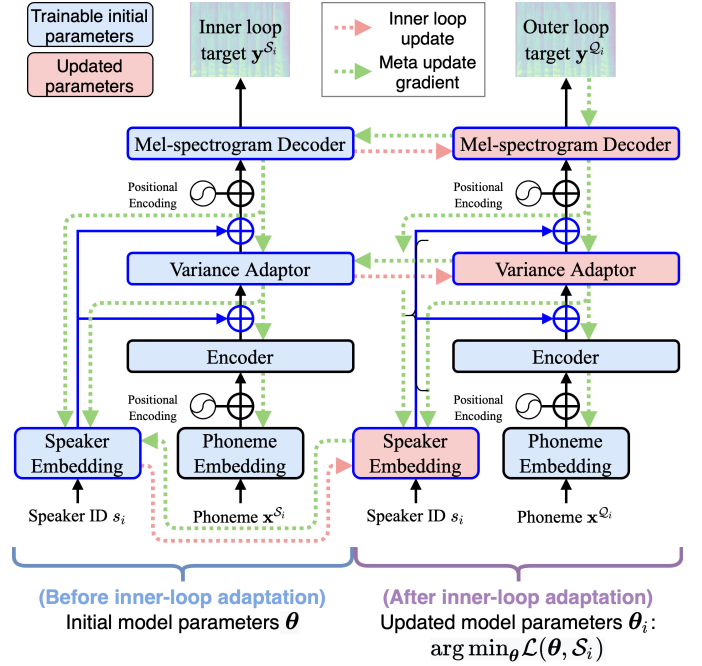 Trainable initial
parameters
Updated
parameters
Inner loop
target y^{S_i}
Inner loop
update
Meta update
gradient
Outer loop
target y^{Q_i}
Mel-spectrogram Decoder
Mel-spectrogram Decoder
Positional
Encoding
Positional
Encoding
Variance Adaptor
Variance Adaptor
Encoder
Encoder
Positional
Encoding
Positional
Encoding
Speaker
Embedding
Phoneme
Embedding
Speaker
Embedding
Phoneme
Embedding
Speaker ID s_i
Phoneme x^{S_i}
Speaker ID s_i
Phoneme x^{Q_i}
(Before inner-loop adaptation)
Initial model parameters θ
(After inner-loop adaptation)
Updated model parameters θ_i:
arg min_θ L(θ, S_i)